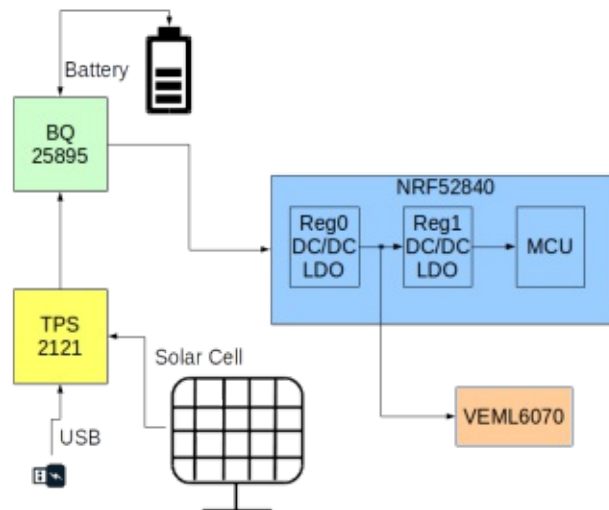 Battery
BQ
25895
NRF52840
Reg0
DC/DC
LDO
Reg1
DC/DC
LDO
MCU
TPS
2121
Solar Cell
USB
VEML6070